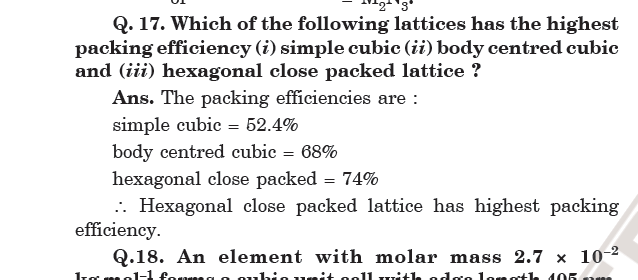 = M2N3.
Q. 17. Which of the following lattices has the highest
packing efficiency (i) simple cubic (ii) body centred cubic
and (iii) hexagonal close packed lattice ?
Ans. The packing efficiencies are :
simple cubic = 52.4%
body centred cubic = 68%
hexagonal close packed = 74%
∴ Hexagonal close packed lattice has highest packing
efficiency.
Q.18. An element with molar mass 2.7 × 10–2
kg mol–1 forms a cubic unit cell with edge length 405 pm